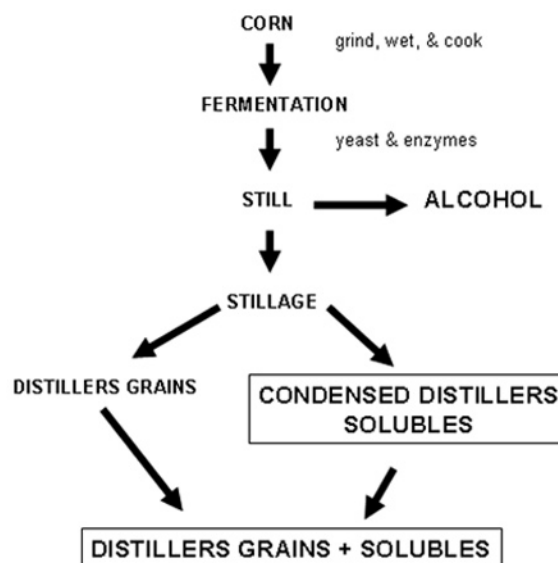 CORN
grind, wet, & cook
FERMENTATION
yeast & enzymes
STILL
ALCOHOL
STILLAGE
DISTILLERS GRAINS
CONDENSED DISTILLERS
SOLUBLES
DISTILLERS GRAINS + SOLUBLES